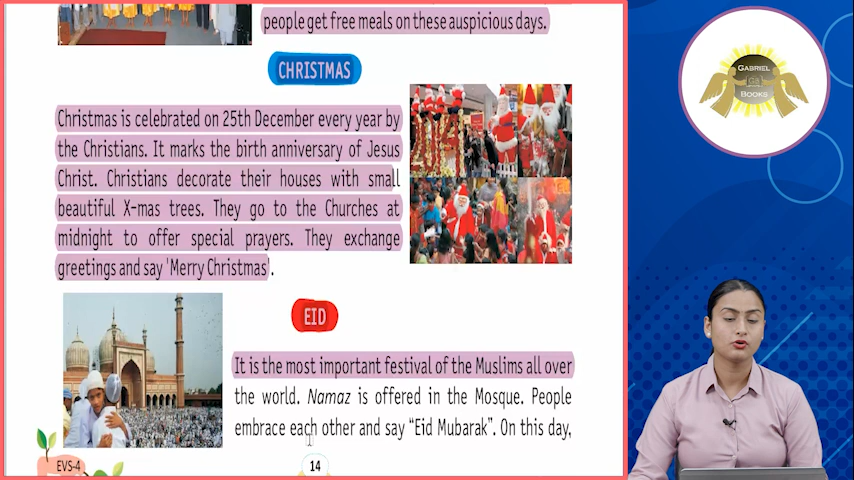 people get free meals on these auspicious days.
CHRISTMAS
Christmas is celebrated on 25th December every year by
the Christians. It marks the birth anniversary of Jesus
Christ. Christians decorate their houses with small
beautiful X-mas trees. They go to the Churches at
midnight to offer special prayers. They exchange
greetings and say 'Merry Christmas'.
EID
It is the most important festival of the Muslims all over
the world. Namaz is offered in the Mosque. People
embrace each other and say “Eid Mubarak”. On this day,
EVS-4
14
GABRIEL
GB
BOOKS